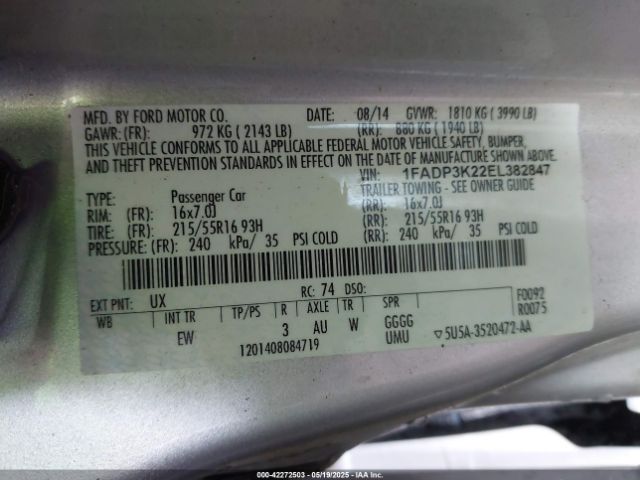 MFD. BY FORD MOTOR CO. DATE: 08/14 GVWR: 1810 KG (3990 LB)
GAWR: (FR): 972 KG (2143 LB) (RR): 880 KG (1940 LB)
THIS VEHICLE CONFORMS TO ALL APPLICABLE FEDERAL MOTOR VEHICLE SAFETY, BUMPER,
AND THEFT PREVENTION STANDARDS IN EFFECT ON THE DATE OF MANUFACTURE SHOWN ABOVE.
VIN: 1FADP3K22EL382847
TYPE: Passenger Car TRAILER TOWING - SEE OWNER GUIDE
RIM: (FR): 16x7.0J (RR): 16x7.0J
TIRE: (FR): 215/55R16 93H (RR): 215/55R16 93H
PRESSURE: (FR): 240 kPa/ 35 PSI COLD (RR): 240 kPa/ 35 PSI COLD
EXT PNT: UX RC: 74 DSO: F0092
WB INT TR TP/PS R AXLE TR SPR R0075
EW 3 AU W GGGG
UMU ▽5U5A-3520472-AA
1201408084719
000-42272503 - 05/19/2025 - IAA Inc.